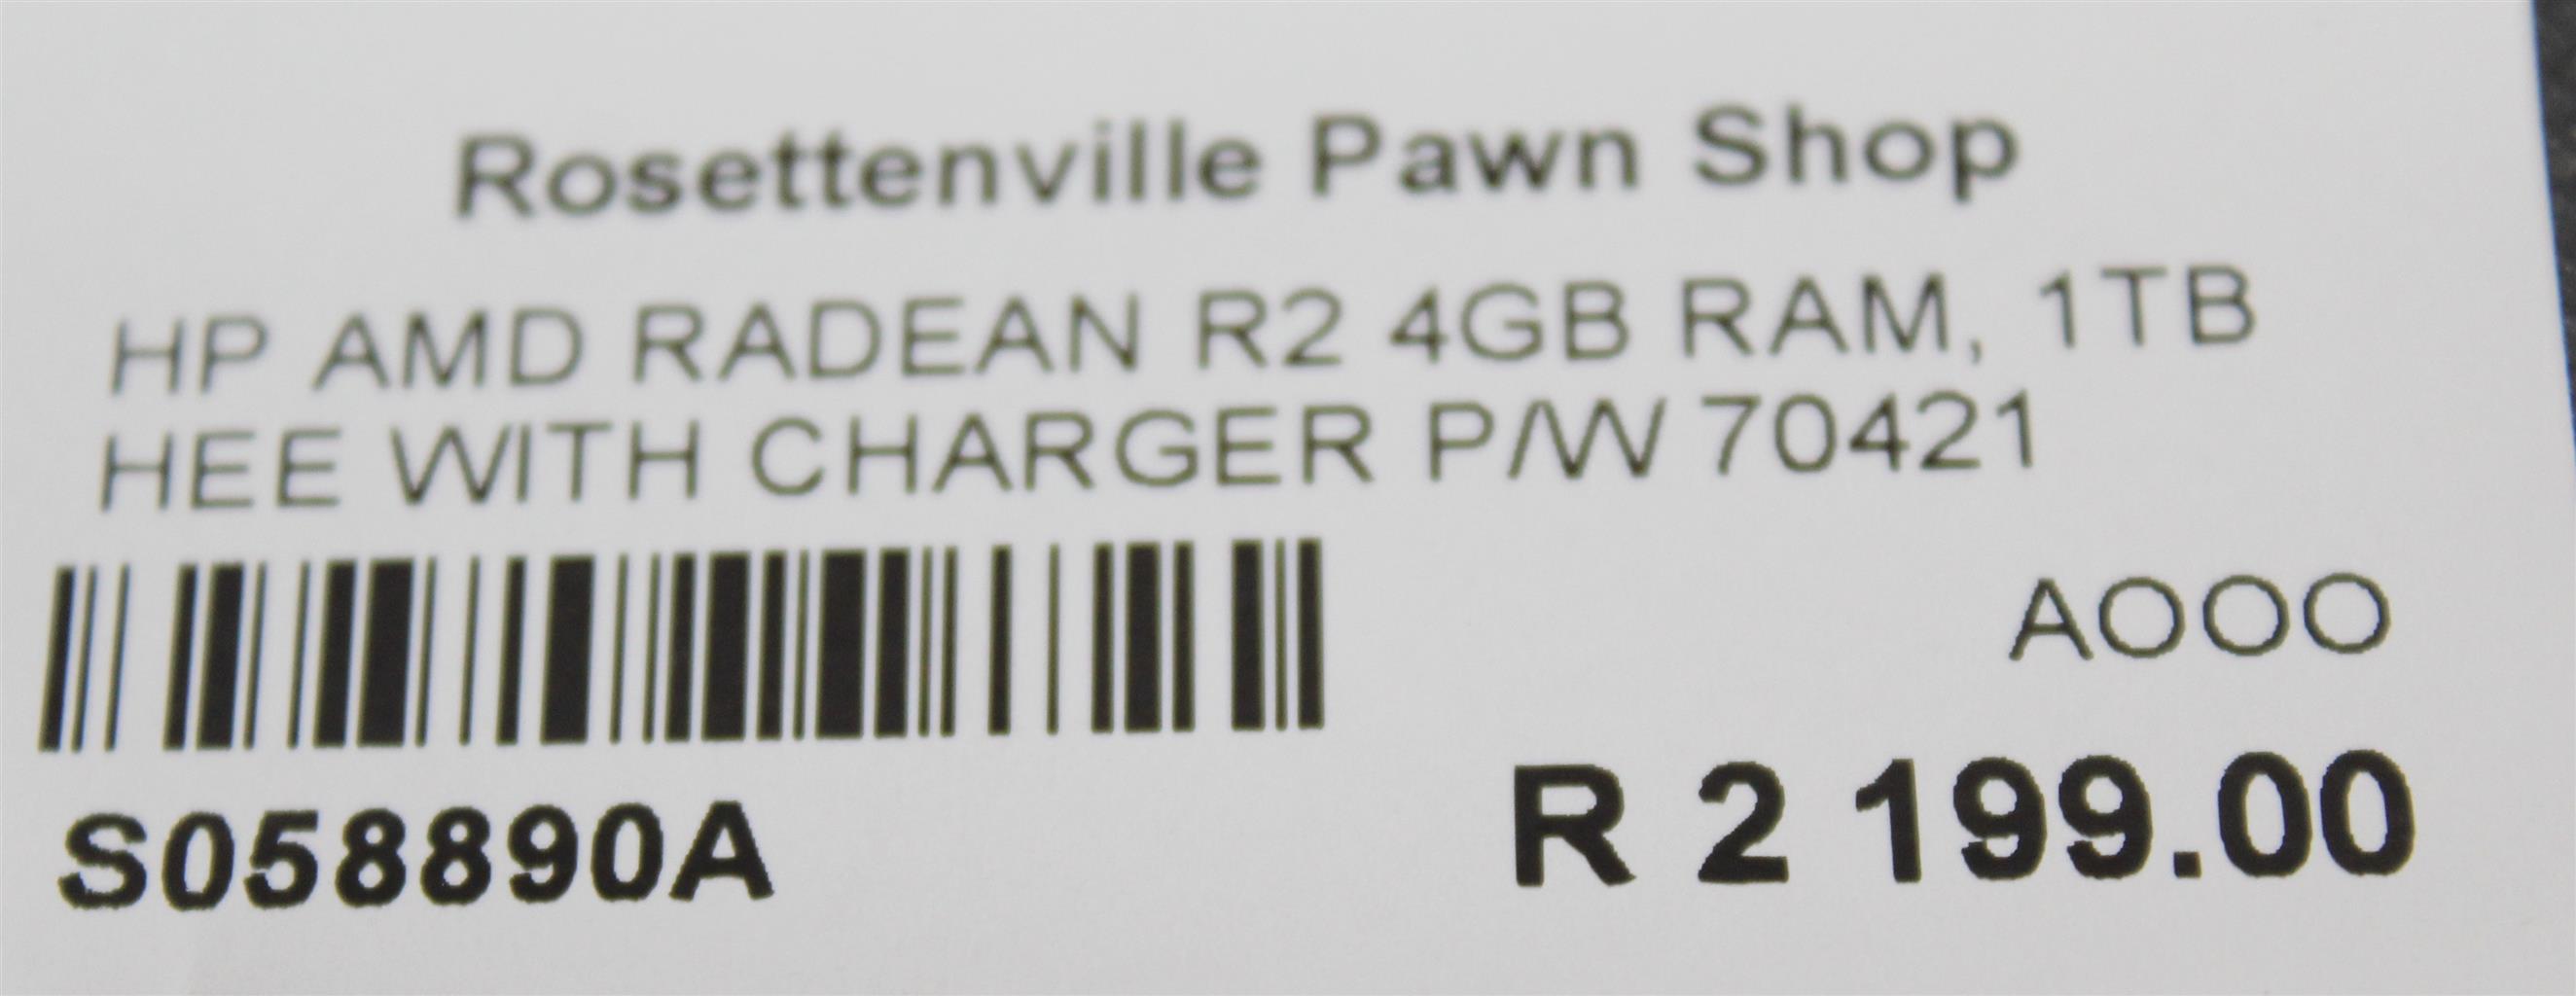 Rosettenville Pawn Shop
HP AMD RADEAN R2 4GB RAM, 1TB
HEE WITH CHARGER P/W 70421
AOOO
S058890A
R 2 199.00